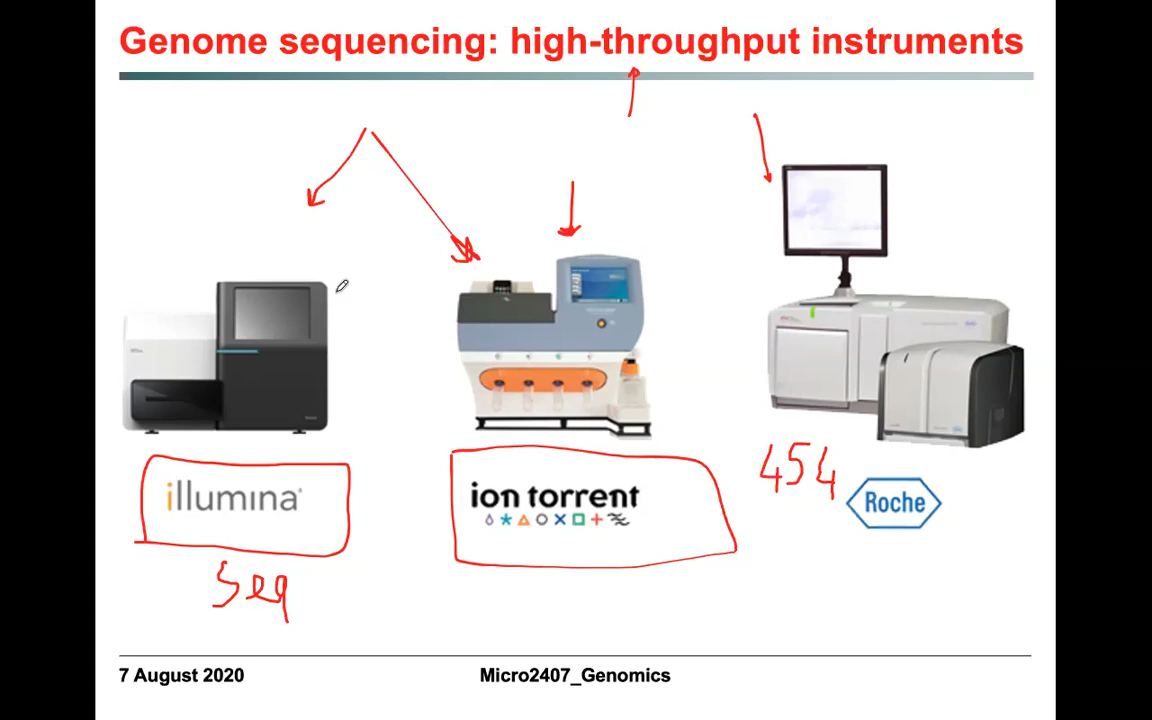 Genome sequencing: high-throughput instruments
illumina®
ion torrent
454
Roche
Seq
7 August 2020
Micro2407_Genomics